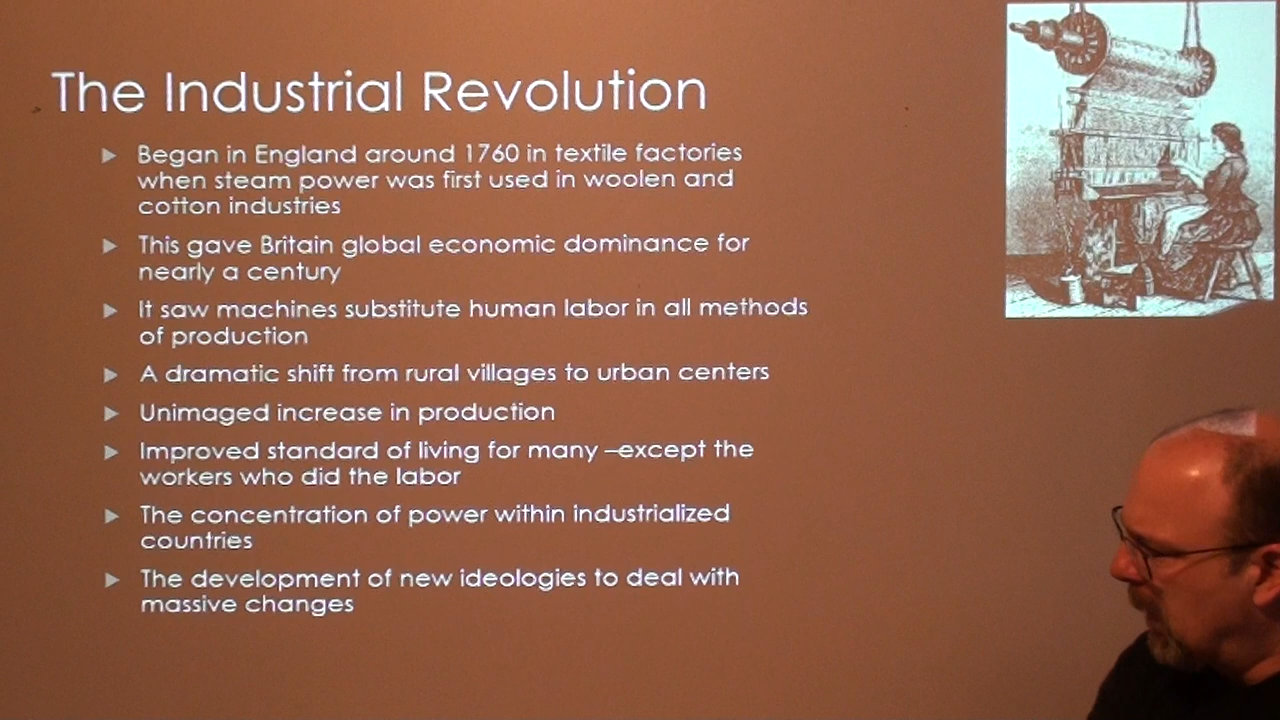 The Industrial Revolution
Began in England around 1760 in textile factories
when steam power was first used in woolen and
cotton industries
This gave Britain global economic dominance for
nearly a century
It saw machines substitute human labor in all methods
of production
A dramatic shift from rural villages to urban centers
Unimaged increase in production
Improved standard of living for many –except the
workers who did the labor
The concentration of power within industrialized
countries
The development of new ideologies to deal with
massive changes